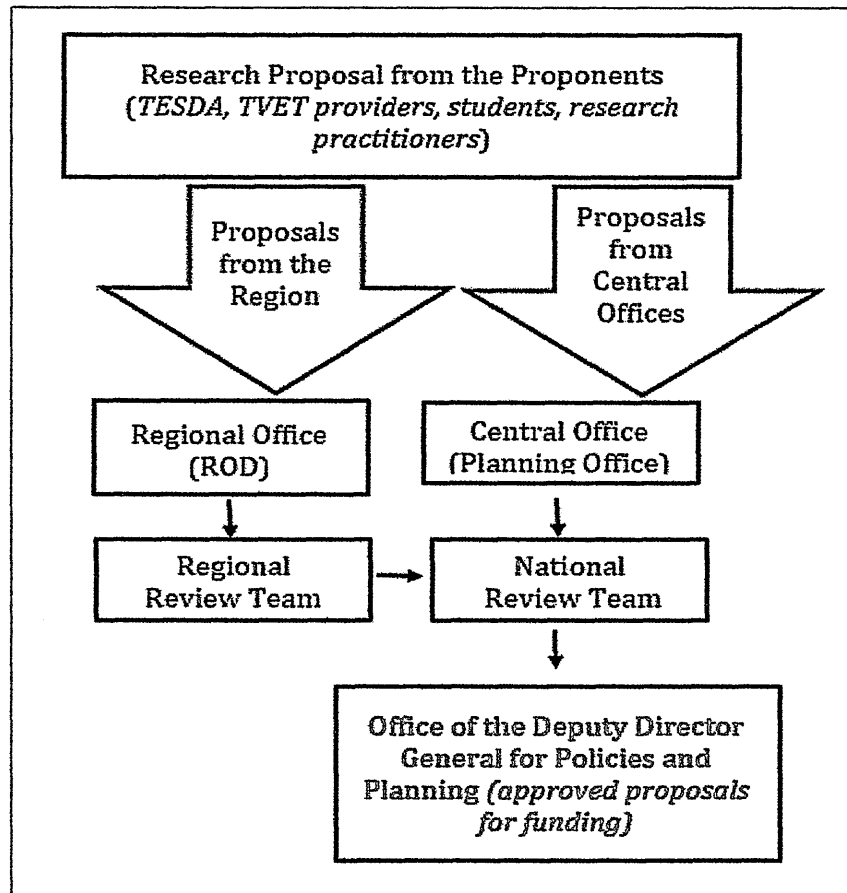 Research Proposal from the Proponents
(TESDA, TVET providers, students, research
practitioners)
Proposals
from the
Region
Proposals
from
Central
Offices
Regional Office
(ROD)
Central Office
(Planning Office)
Regional
Review Team
National
Review Team
Office of the Deputy Director
General for Policies and
Planning (approved proposals
for funding)